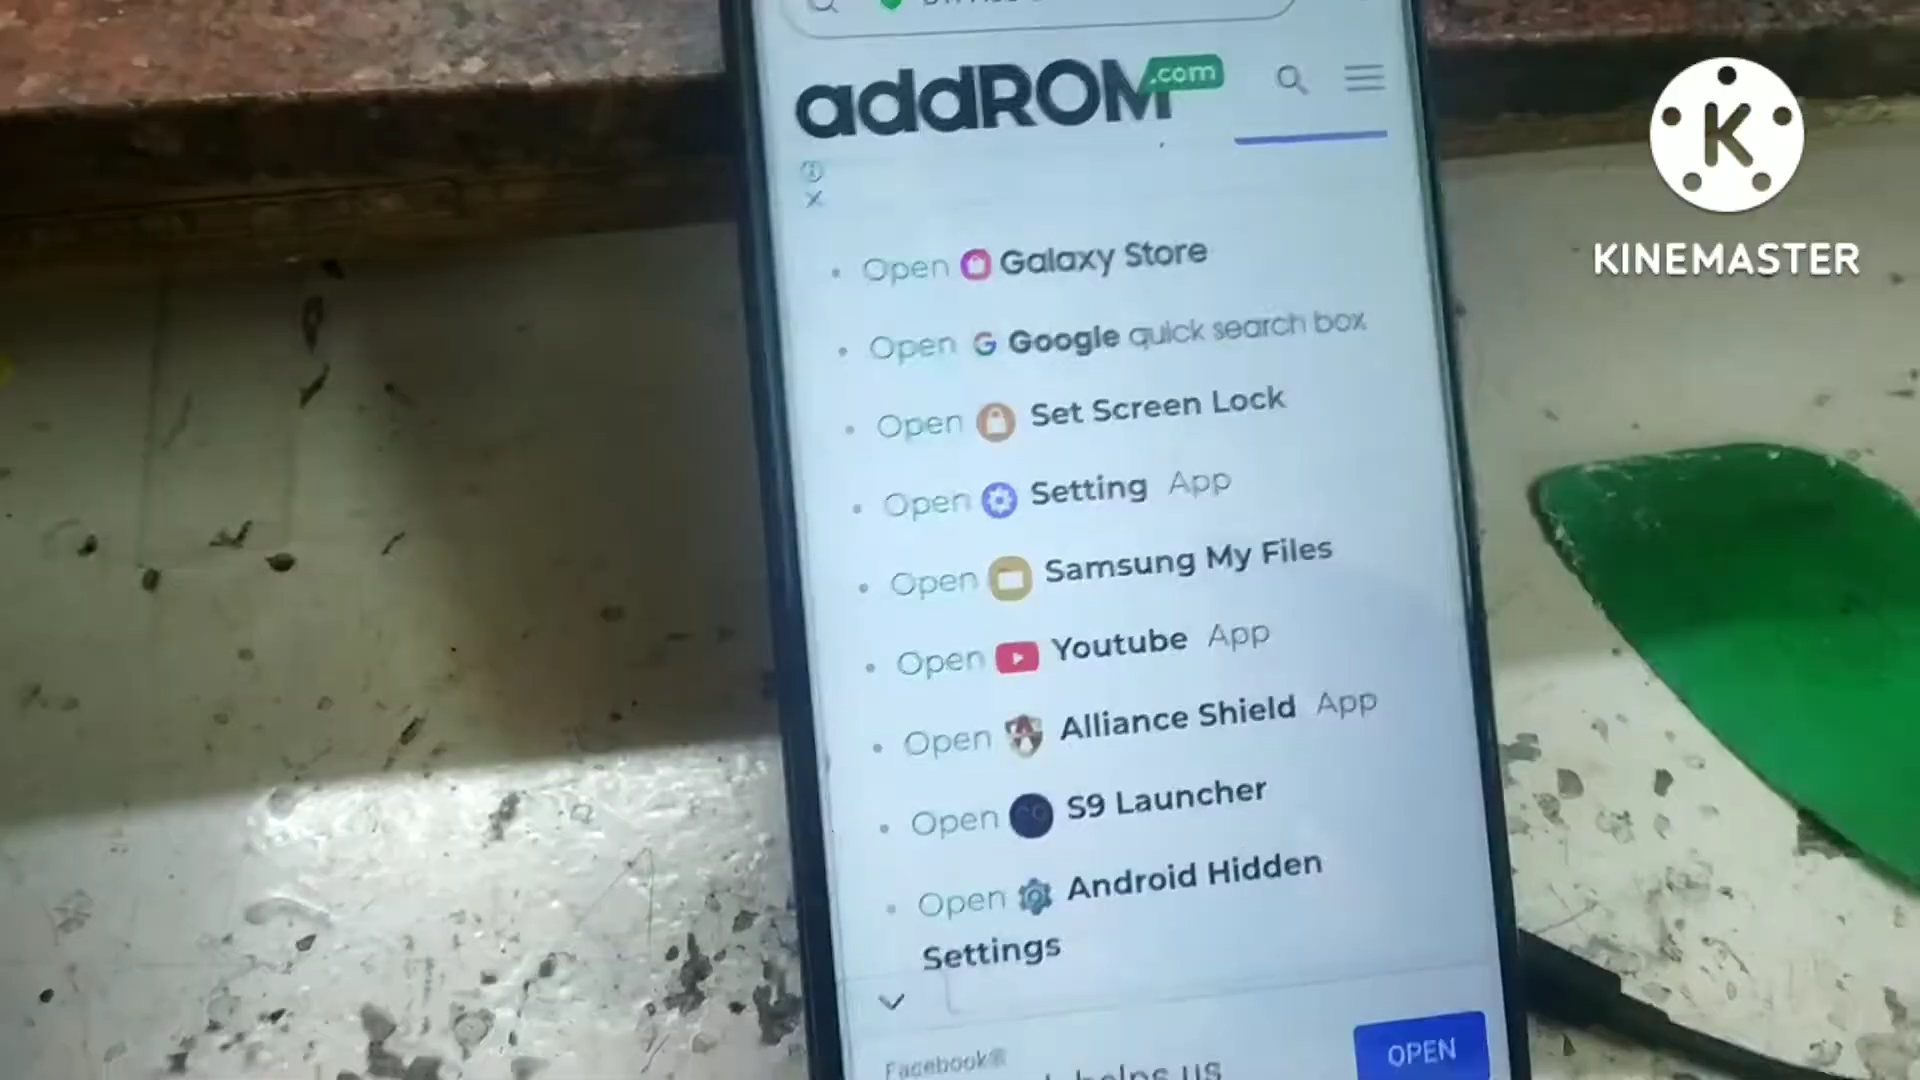 addROM.com
K
KINEMASTER
Open Galaxy Store
Open Google quick search box
Open Set Screen Lock
Open Setting App
Open Samsung My Files
Open Youtube App
Open Alliance Shield App
Open S9 Launcher
Open Android Hidden
Settings
Facebook®
helps us
OPEN